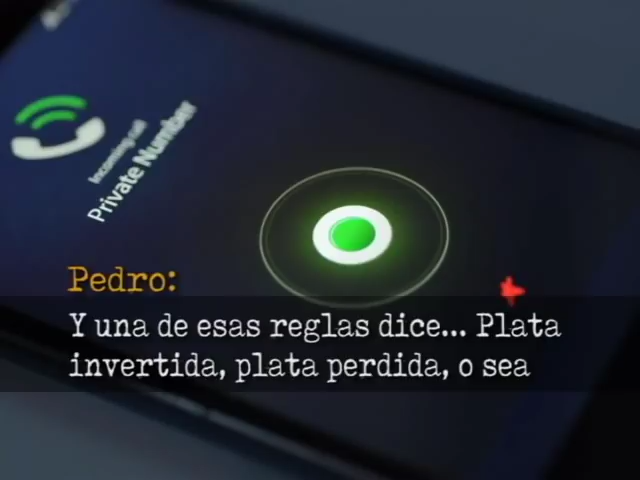 Incoming call
Private Number
Pedro:
Y una de esas reglas dice... Plata
invertida, plata perdida, o sea